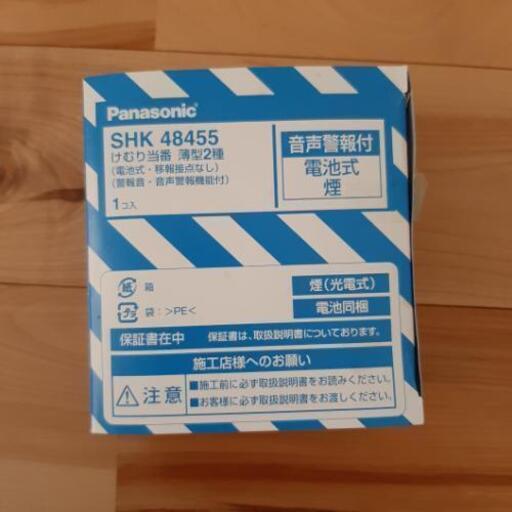 Panasonic
SHK 48455
けむり当番 薄型2種
(電池式・移報接点なし)
(警報音・音声警報機能付)
1コ入
音声警報付
電池式
煙
紙 箱
プラ 袋:>PE<
煙(光電式)
電池同梱
保証書在中 保証書は、取扱説明書についております。
施工店様へのお願い
注意
■施工前に必ず取扱説明書をお読みください。
■お客様に必ず取扱説明書をお渡しください。